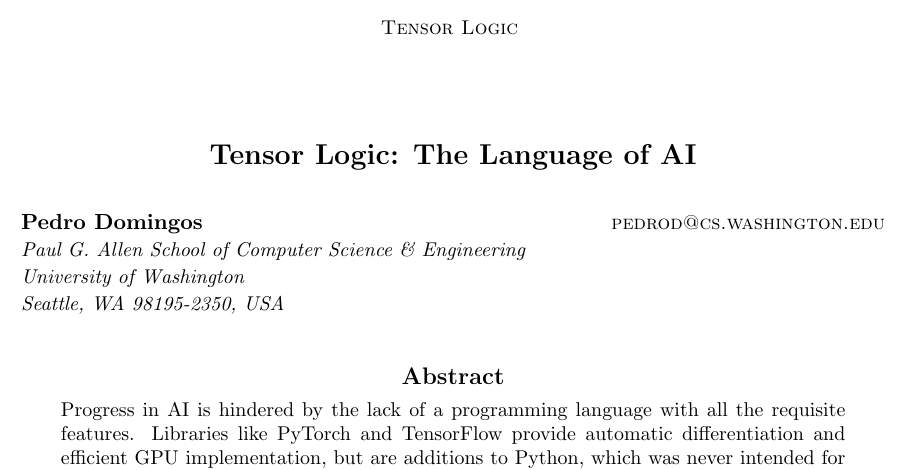 Tensor Logic
Tensor Logic: The Language of AI
Pedro Domingos pedrod@cs.washington.edu
Paul G. Allen School of Computer Science & Engineering
University of Washington
Seattle, WA 98195-2350, USA
Abstract
Progress in AI is hindered by the lack of a programming language with all the requisite
features. Libraries like PyTorch and TensorFlow provide automatic differentiation and
efficient GPU implementation, but are additions to Python, which was never intended for